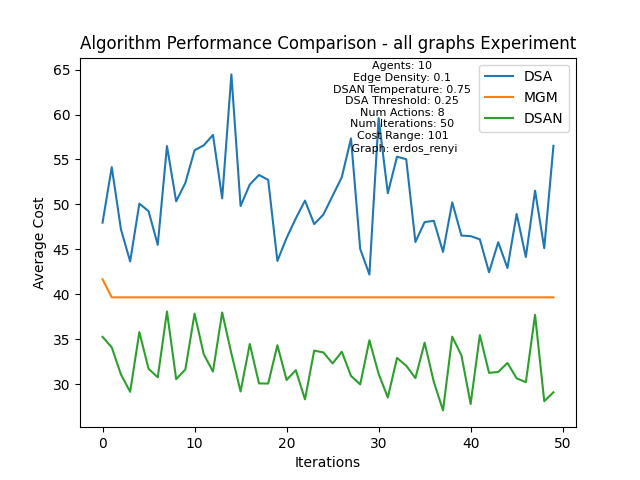 Algorithm Performance Comparison - all graphs Experiment
Agents: 10
Edge Density: 0.1
DSAN Temperature: 0.75
DSA Threshold: 0.25
Num Actions: 8
Num Iterations: 50
Cost Range: 101
Graph: erdos_renyi
DSA
MGM
DSAN
65
60
55
50
45
40
35
30
Average Cost
0
10
20
30
40
50
Iterations